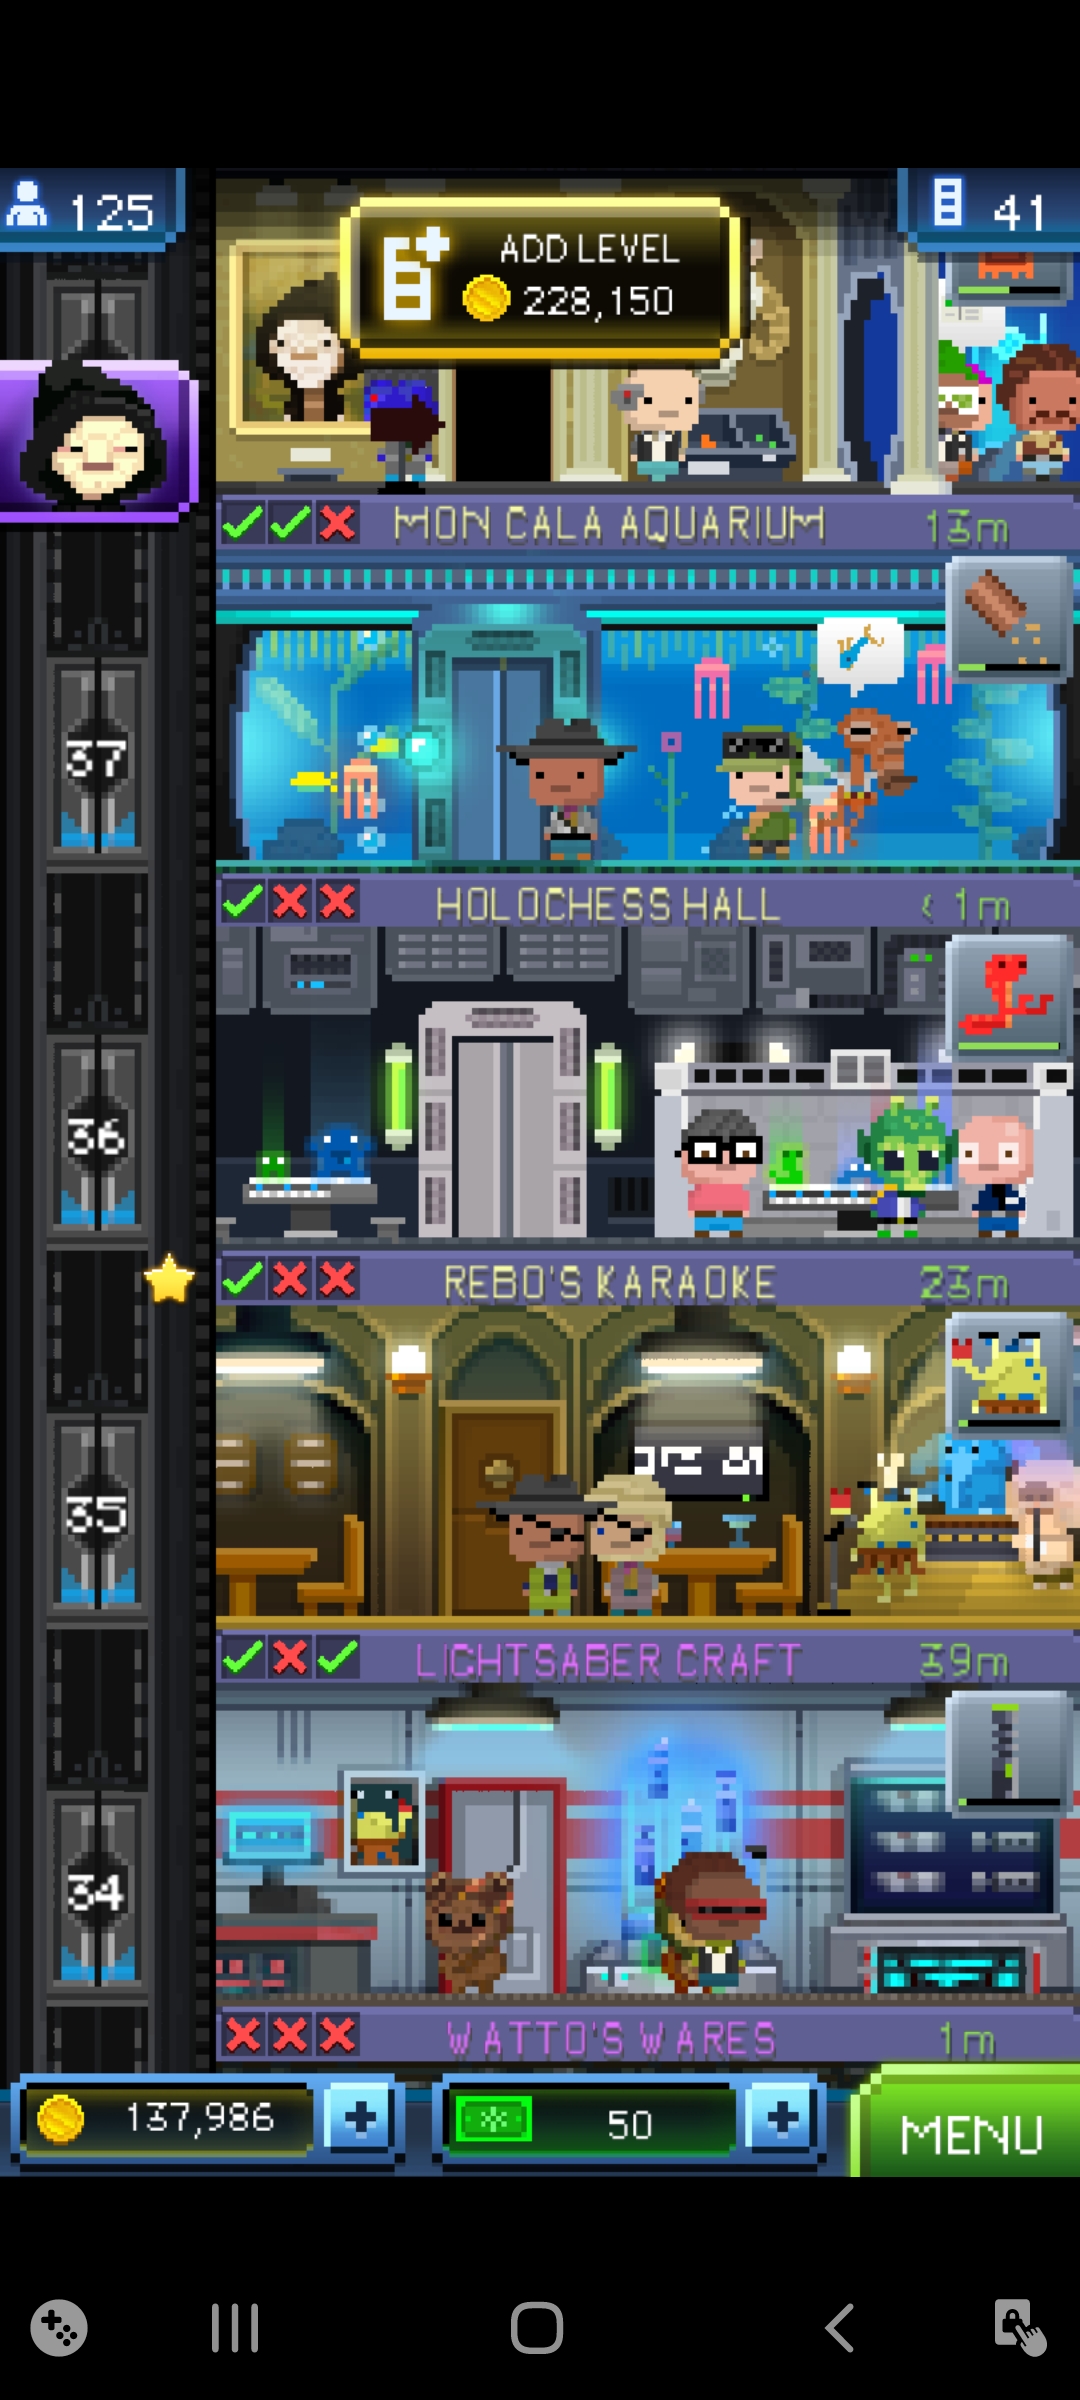 125
ADD LEVEL
228,150
41
MON CALA AQUARIUM
13m
37
HOLOCHESS HALL
< 1m
36
REBO'S KARAOKE
23m
35
LIGHTSABER CRAFT
39m
34
WATTO'S WARES
1m
137,986
50
MENU